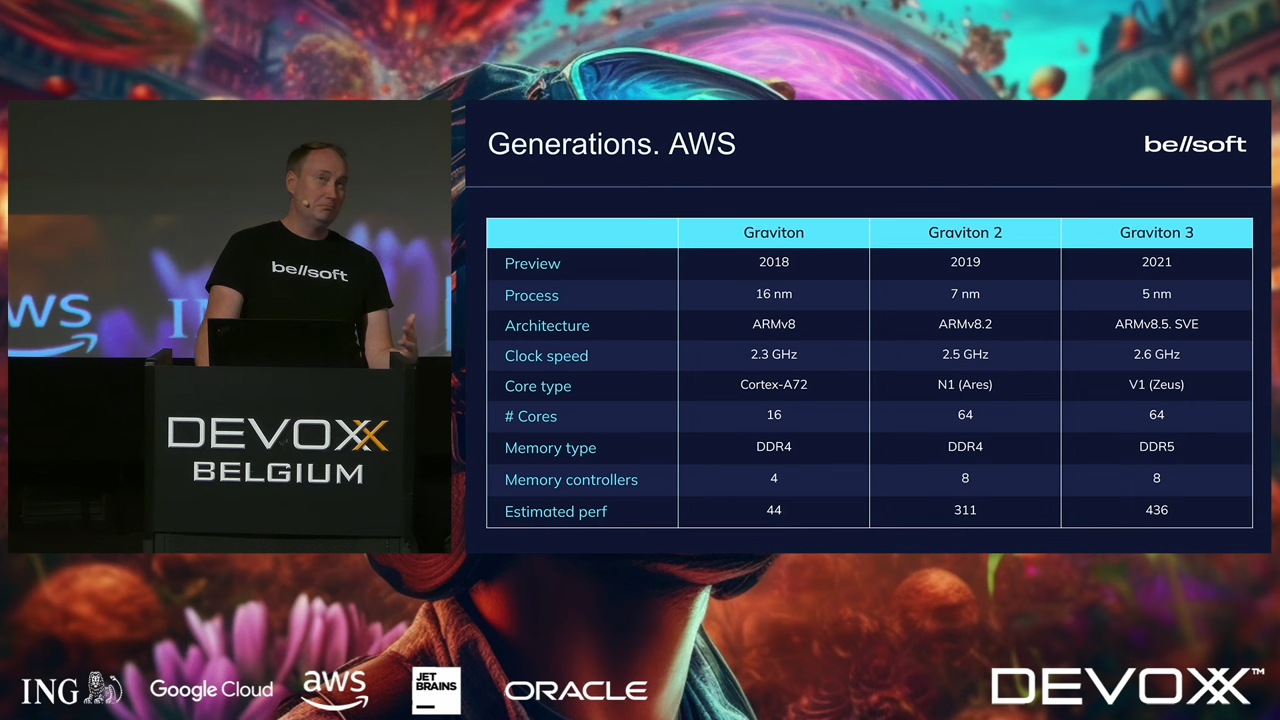 Generations. AWS
bellsoft
Graviton Graviton 2 Graviton 3
Preview 2018 2019 2021
Process 16 nm 7 nm 5 nm
Architecture ARMv8 ARMv8.2 ARMv8.5. SVE
Clock speed 2.3 GHz 2.5 GHz 2.6 GHz
Core type Cortex-A72 N1 (Ares) V1 (Zeus)
# Cores 16 64 64
Memory type DDR4 DDR4 DDR5
Memory controllers 4 8 8
Estimated perf 44 311 436
bellsoft
ws
IN
DEVOXX
BELGIUM
ING
Google Cloud
aws
JET
BRAINS
ORACLE
DEVOXX™